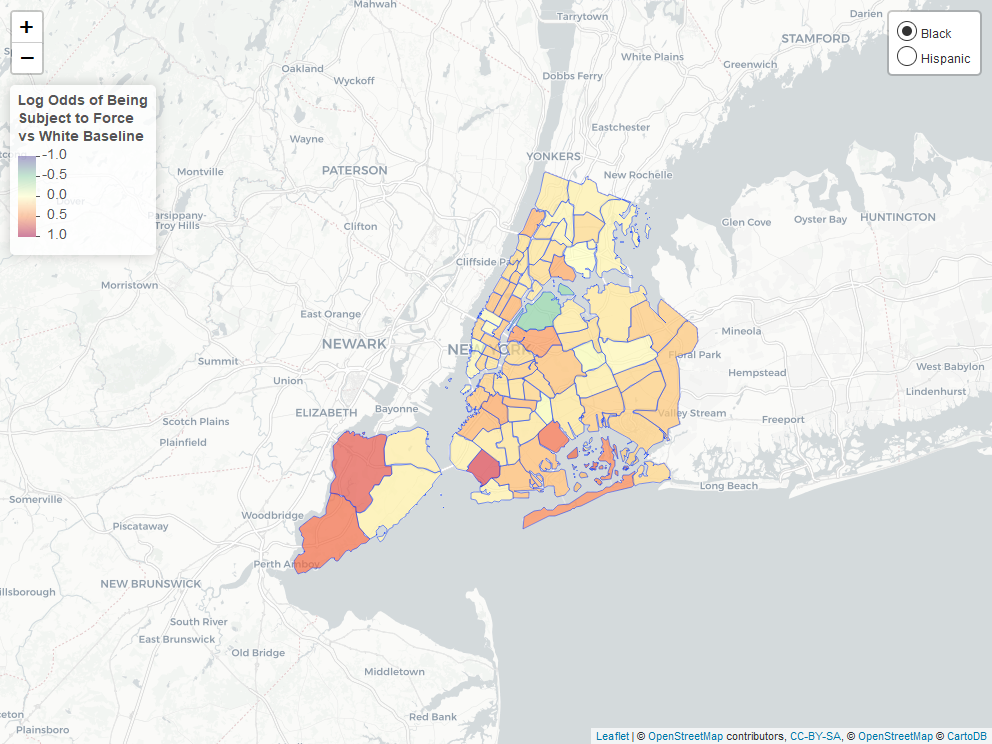 Mahwah
Tarrytown
Darien
+
−
STAMFORD
Black
Hispanic
White Plains
Greenwich
Oakland
Wyckoff
Dobbs Ferry
Log Odds of Being
Subject to Force
vs White Baseline
-1.0
-0.5
0.0
0.5
1.0
Eastchester
Wayne
YONKERS
Montville
PATERSON
New Rochelle
Dover
Parsippany-
Troy Hills
Clifton
Glen Cove
Oyster Bay
HUNTINGTON
Cliffside Park
Morristown
East Orange
NEWARK
NEW YORK
Mineola
Floral Park
Summit
Hempstead
West Babylon
Union
Lindenhurst
ELIZABETH
Bayonne
Valley Stream
Freeport
Scotch Plains
Plainfield
Long Beach
Somerville
Woodbridge
Piscataway
Perth Amboy
NEW BRUNSWICK
illsborough
South River
East Brunswick
Old Bridge
Middletown
Red Bank
ceton
Plainsboro
Leaflet | © OpenStreetMap contributors, CC-BY-SA, © OpenStreetMap © CartoDB